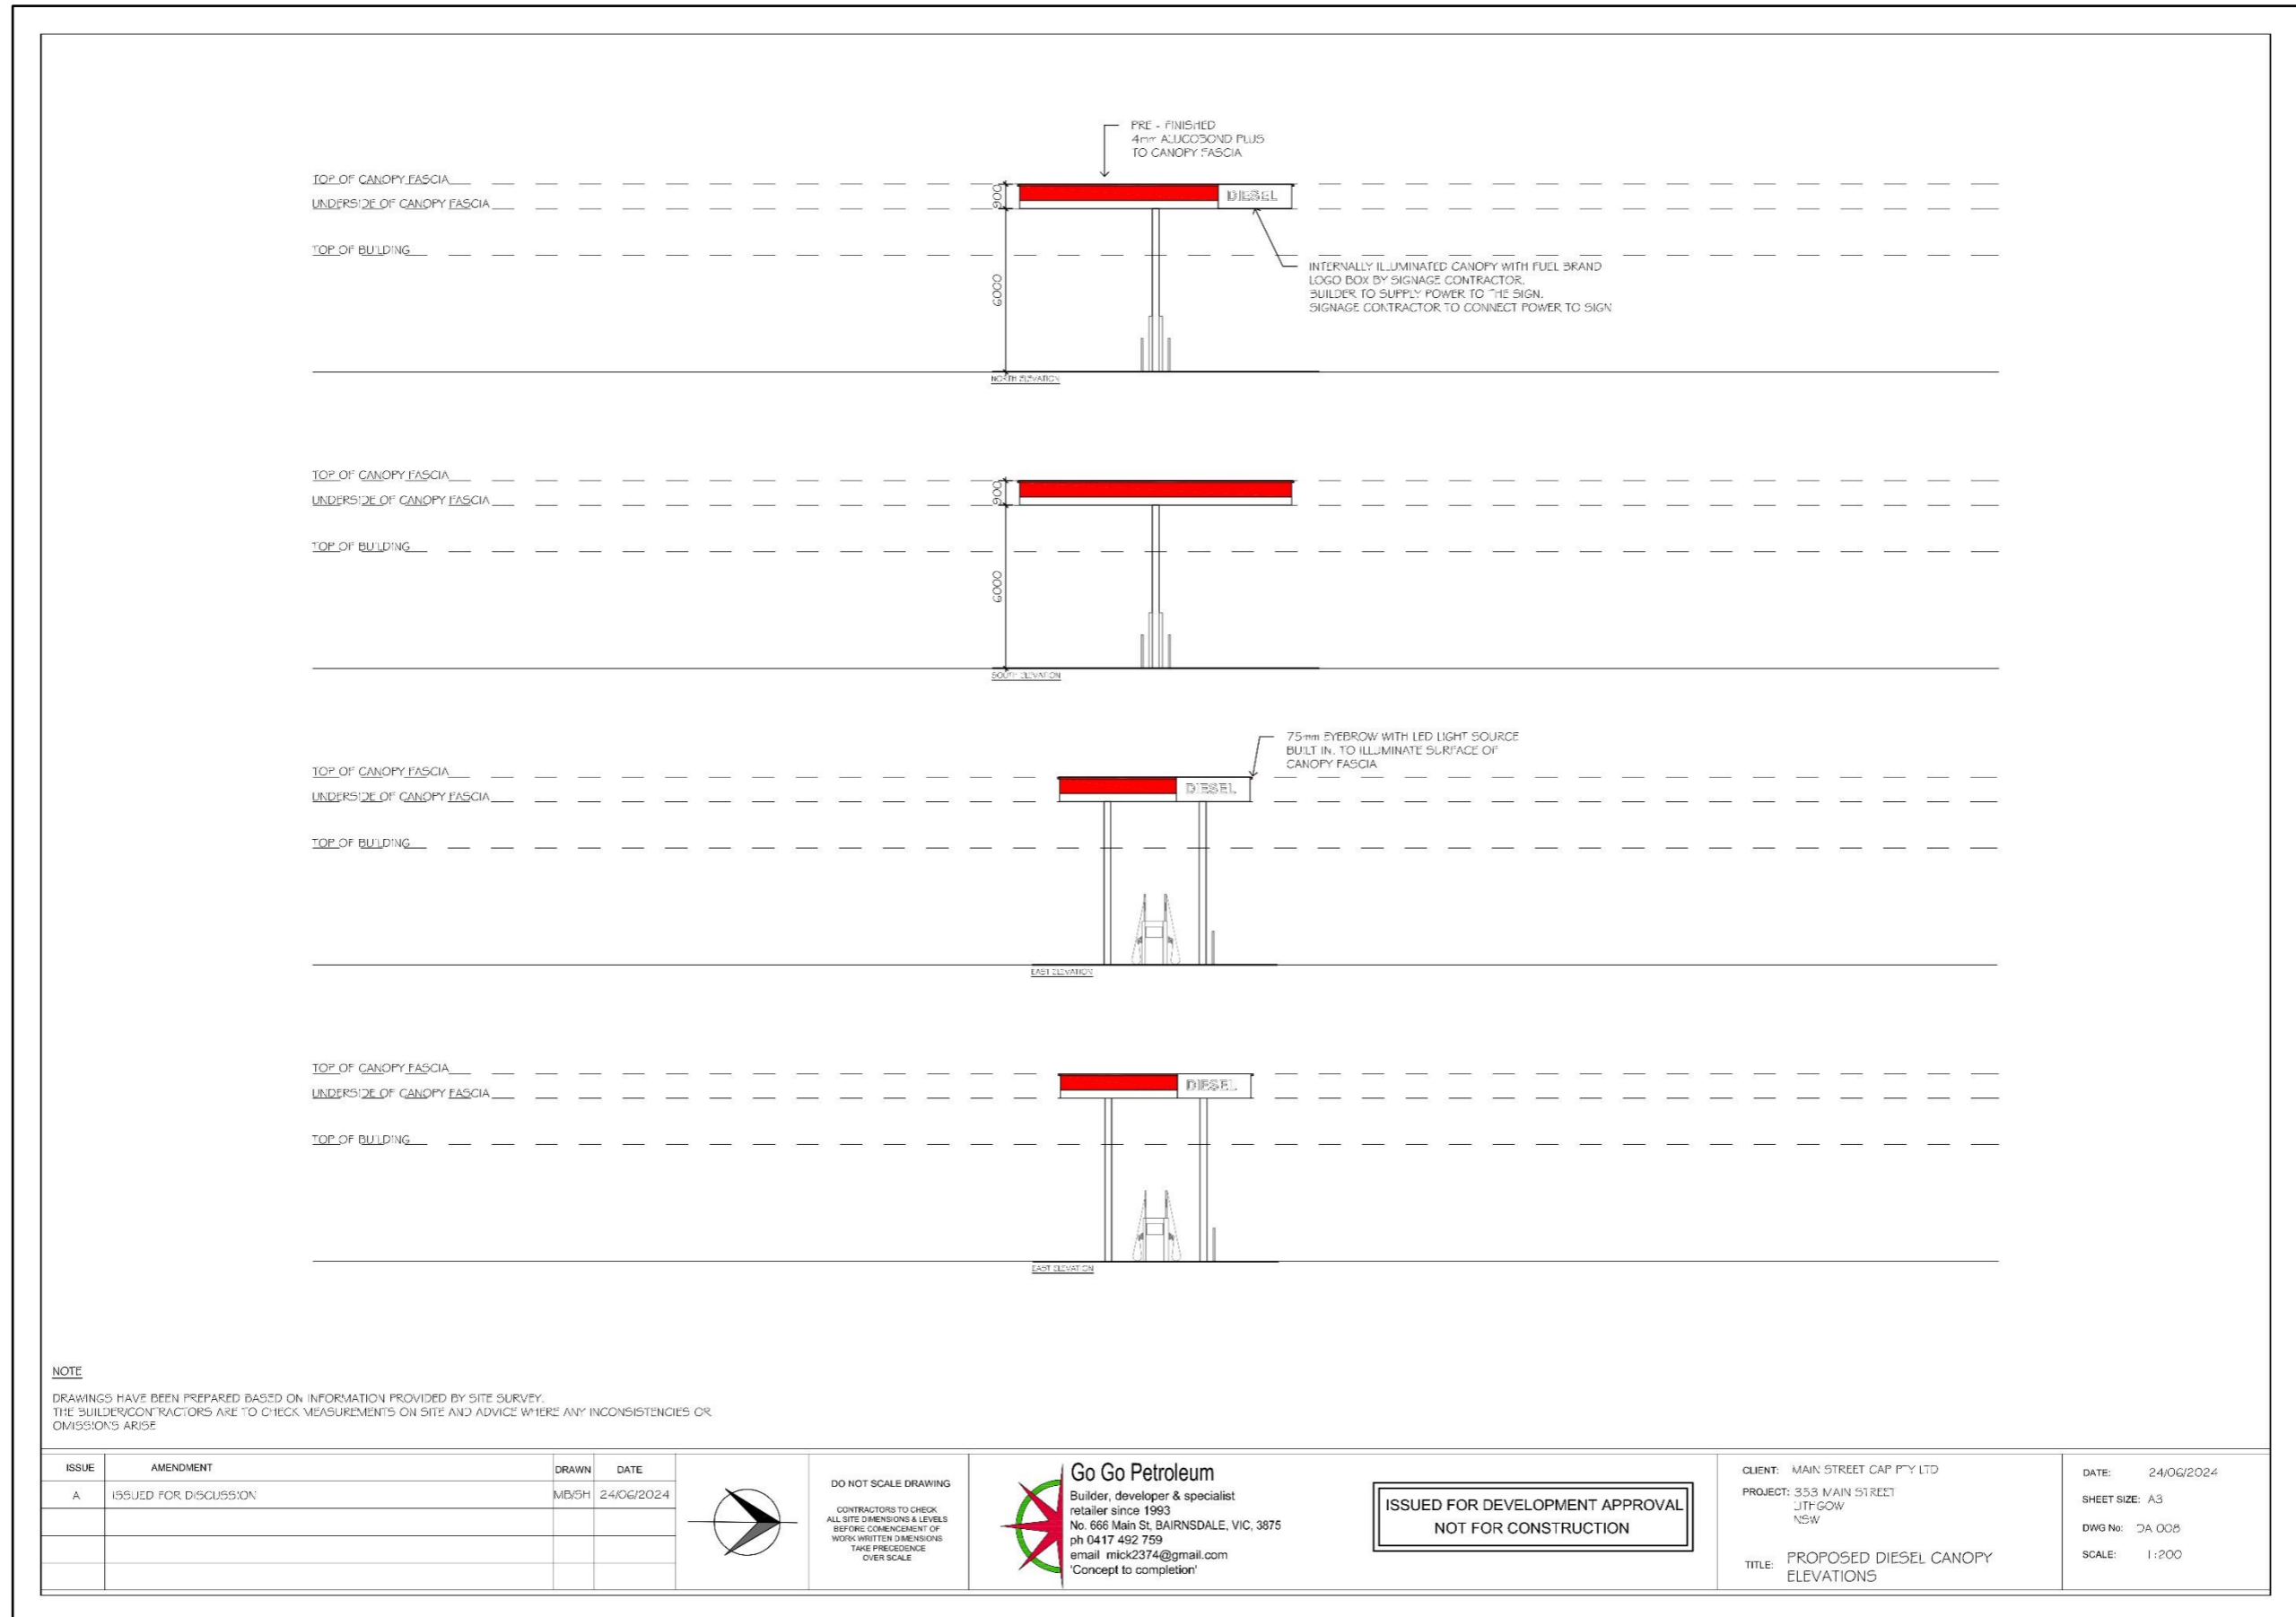 PRE - FINISHED
4mm ALUCOBOND PLUS
TO CANOPY FASCIA
TOP OF CANOPY FASCIA
UNDERSIDE OF CANOPY FASCIA
TOP OF BUILDING
900
6000
DIESEL
INTERNALLY ILLUMINATED CANOPY WITH FUEL BRAND
LOGO BOX BY SIGNAGE CONTRACTOR.
BUILDER TO SUPPLY POWER TO THE SIGN.
SIGNAGE CONTRACTOR TO CONNECT POWER TO SIGN
NORTH ELEVATION
TOP OF CANOPY FASCIA
UNDERSIDE OF CANOPY FASCIA
TOP OF BUILDING
900
6000
SOUTH ELEVATION
75mm EYEBROW WITH LED LIGHT SOURCE
BUILT IN. TO ILLUMINATE SURFACE OF
CANOPY FASCIA
TOP OF CANOPY FASCIA
UNDERSIDE OF CANOPY FASCIA
TOP OF BUILDING
DIESEL
EAST ELEVATION
TOP OF CANOPY FASCIA
UNDERSIDE OF CANOPY FASCIA
TOP OF BUILDING
DIESEL
EAST ELEVATION
NOTE
DRAWINGS HAVE BEEN PREPARED BASED ON INFORMATION PROVIDED BY SITE SURVEY.
THE BUILDER/CONTRACTORS ARE TO CHECK MEASUREMENTS ON SITE AND ADVICE WHERE ANY INCONSISTENCIES OR
OMISSIONS ARISE
ISSUE AMENDMENT DRAWN DATE
A ISSUED FOR DISCUSSION MB/SH 24/06/2024
DO NOT SCALE DRAWING
CONTRACTORS TO CHECK
ALL SITE DIMENSIONS & LEVELS
BEFORE COMENCEMENT OF
WORK WRITTEN DIMENSIONS
TAKE PRECEDENCE
OVER SCALE
Go Go Petroleum
Builder, developer & specialist
retailer since 1993
No. 666 Main St, BAIRNSDALE, VIC, 3875
ph 0417 492 759
email mick2374@gmail.com
'Concept to completion'
ISSUED FOR DEVELOPMENT APPROVAL
NOT FOR CONSTRUCTION
CLIENT: MAIN STREET CAP PTY LTD
PROJECT: 353 MAIN STREET
LITHGOW
NSW
TITLE: PROPOSED DIESEL CANOPY
ELEVATIONS
DATE: 24/06/2024
SHEET SIZE: A3
DWG No: DA 008
SCALE: 1:200